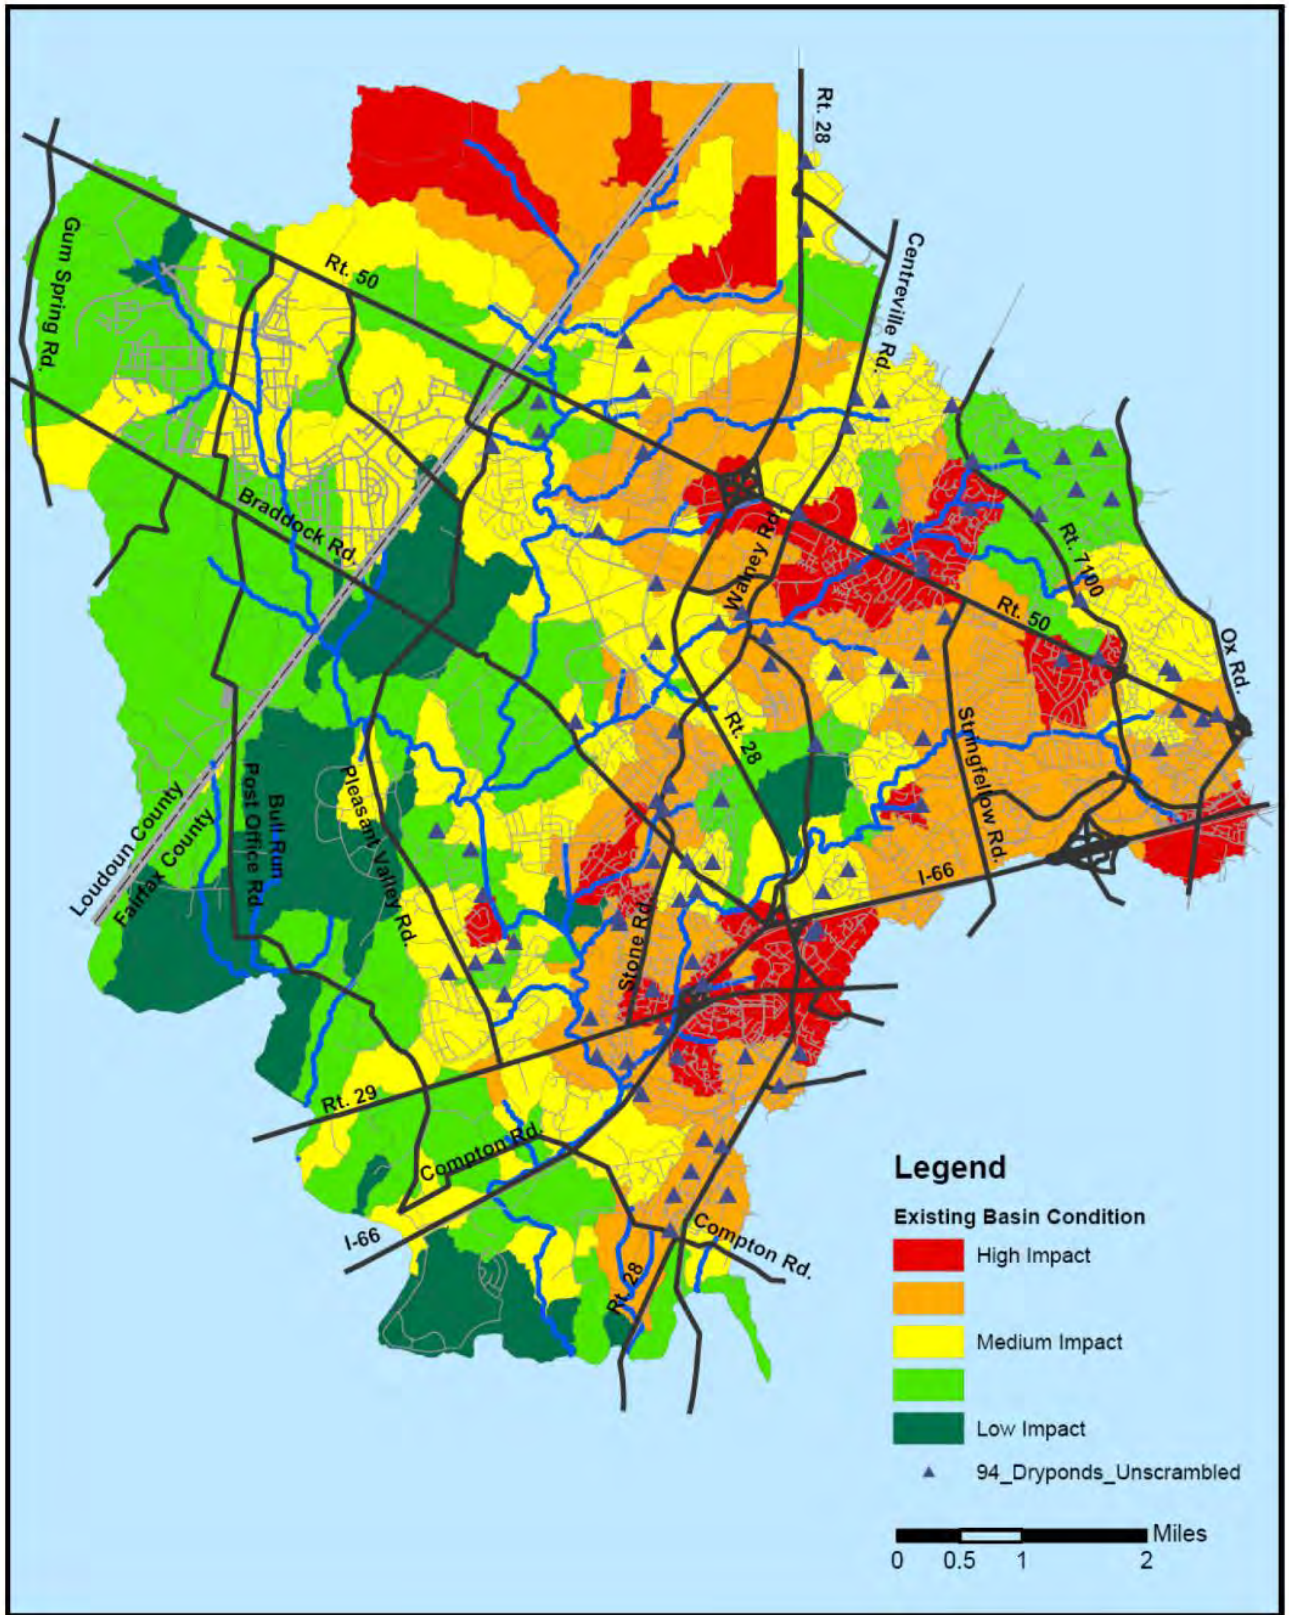 Rt. 28
Centreville Rd.
Gum Spring Rd.
Rt. 50
Braddock Rd.
Walney Rd.
Rt. 7100
Rt. 50
Ox Rd.
Rt. 28
Stringfellow Rd.
Loudoun County
Fairfax County
Post Office Rd.
Bull Run
Pleasant Valley Rd.
I-66
Stone Rd.
Rt. 29
Compton Rd.
I-66
Compton Rd.
Rt. 28
Legend
Existing Basin Condition
High Impact
Medium Impact
Low Impact
94_Dryponds_Unscrambled
Miles
0 0.5 1 2